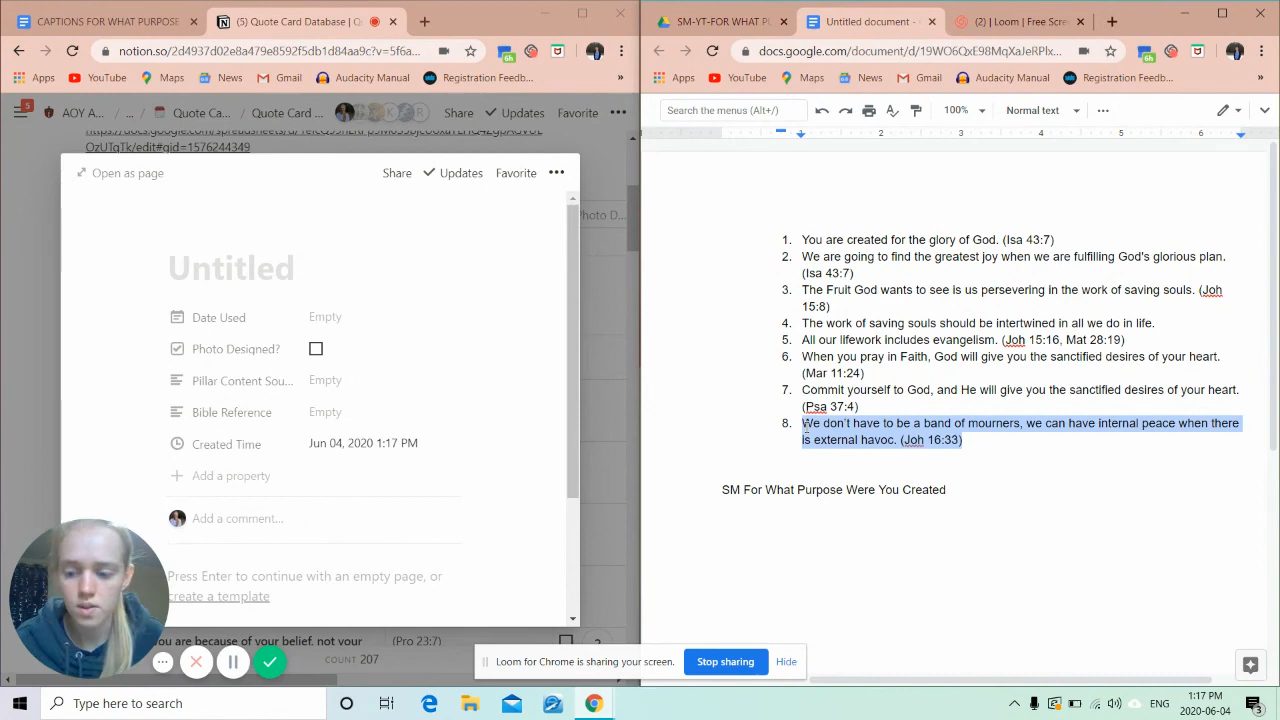 CAPTIONS FOR WHAT PURPOSE
(5) Quote Card Database | Q
SM-YT-FOR WHAT P
Untitled document -
(2) | Loom | Free Scree
notion.so/2d4937d02e8a479e8592f5db1d84aa9c?v=5f6a...
6h
docs.google.com/document/d/19WO6QxE9l0MqXaJeRPlx...
6h
Apps
YouTube
Maps
News
Gmail
Audacity Manual
Registration Feedb...
»
Apps
YouTube
Maps
News
Gmail
Audacity Manual
Registration Feedb...
5
AOY A...
/ ... /
Quote Ca...
/
Quote Card...
Share
Updates
Favorite
Search the menus (Alt+/)
100%
Normal text
2
3
4
5
6
OOTqTk/edit#gid=1576244349
Open as page
Share
Updates
Favorite
Photo D...
Untitled
Date Used
Empty
Photo Designed?
Pillar Content Sou...
Empty
Bible Reference
Empty
Created Time
Jun 04, 2020 1:17 PM
Add a property
Add a comment...
Press Enter to continue with an empty page, or
create a template
you are because of your belief, not your
(Pro 23:7)
COUNT 207
1. You are created for the glory of God. (Isa 43:7)
2. We are going to find the greatest joy when we are fulfilling God's glorious plan.
(Isa 43:7)
3. The Fruit God wants to see is us persevering in the work of saving souls. (Joh
15:8)
4. The work of saving souls should be intertwined in all we do in life.
5. All our lifework includes evangelism. (Joh 15:16, Mat 28:19)
6. When you pray in Faith, God will give you the sanctified desires of your heart.
(Mar 11:24)
7. Commit yourself to God, and He will give you the sanctified desires of your heart.
(Psa 37:4)
8. We don't have to be a band of mourners, we can have internal peace when there
is external havoc. (Joh 16:33)
SM For What Purpose Were You Created
Loom for Chrome is sharing your screen.
Stop sharing
Hide
Type here to search
ENG
1:17 PM
2020-06-04
3